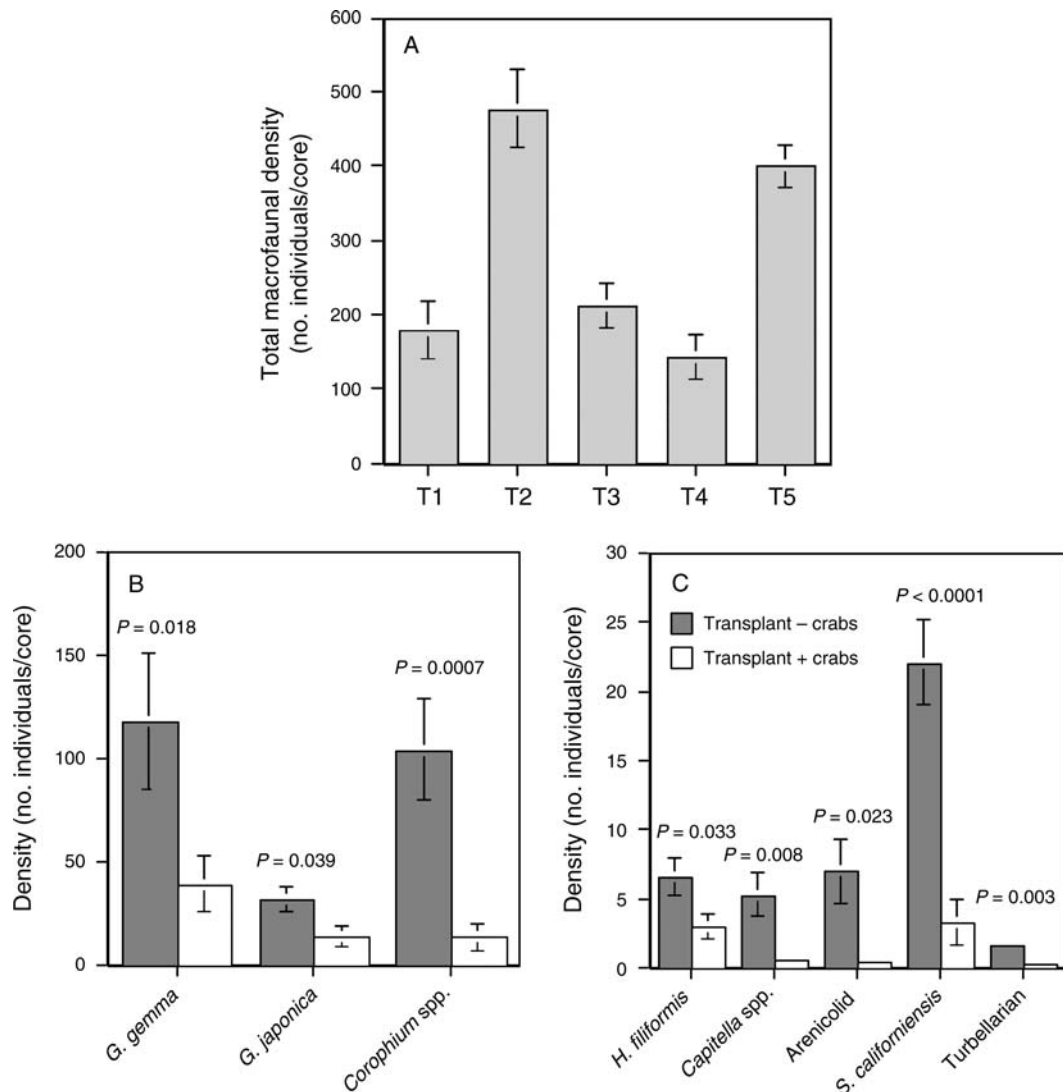 A
Total macrofaunal density
(no. individuals/core)
600
500
400
300
200
100
0
T1 T2 T3 T4 T5
B
Density (no. individuals/core)
200
150
100
50
0
P = 0.018
P = 0.039
P = 0.0007
G. gemma
G. japonica
Corophium spp.
C
Density (no. individuals/core)
30
25
20
15
10
5
0
Transplant – crabs
Transplant + crabs
P = 0.033
P = 0.008
P = 0.023
P < 0.0001
P = 0.003
H. filiformis
Capitella spp.
Arenicolid
S. californiensis
Turbellarian